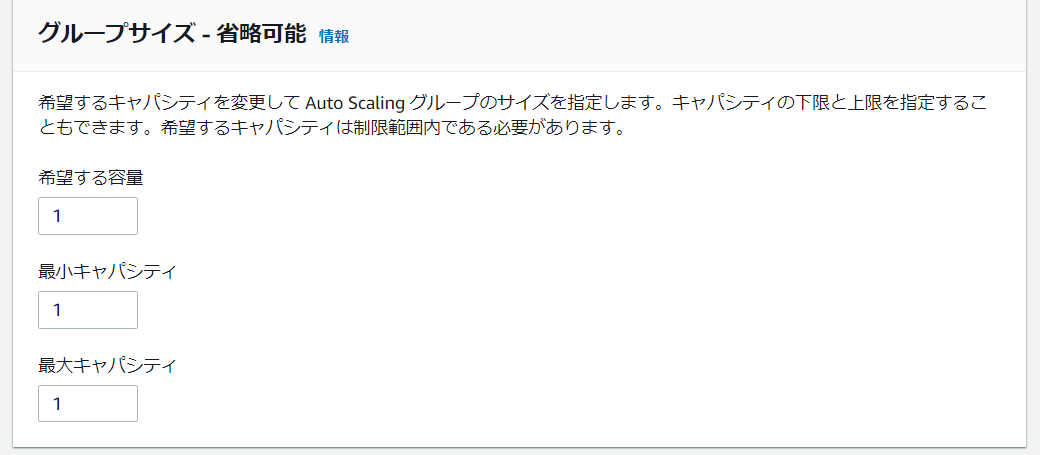 グループサイズ - 省略可能 情報
希望するキャパシティを変更して Auto Scaling グループのサイズを指定します。キャパシティの下限と上限を指定するこ
ともできます。希望するキャパシティは制限範囲内である必要があります。
希望する容量
1
最小キャパシティ
1
最大キャパシティ
1